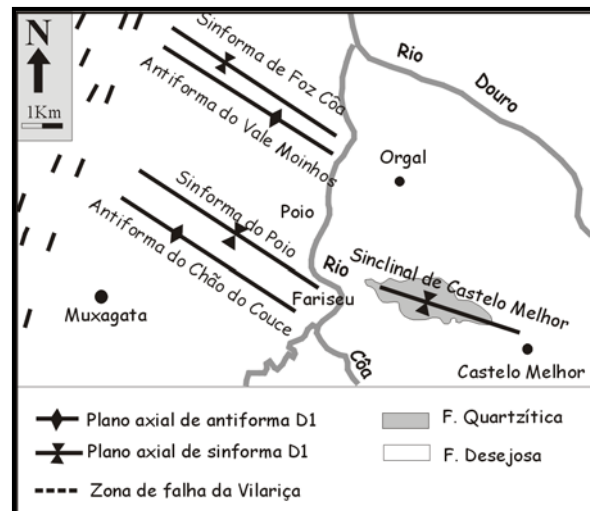 N
1Km
Sinforma de Foz Côa
Antiforma do Vale Moinhos
Rio
Douro
Orgal
Sinforma do Poio
Poio
Antiforma do Chão do Couce
Rio
Sinclinal de Castelo Melhor
Fariseu
Muxagata
Côa
Castelo Melhor
Plano axial de antiforma D1
F. Quartzítica
Plano axial de sinforma D1
F. Desejosa
Zona de falha da Vilariça